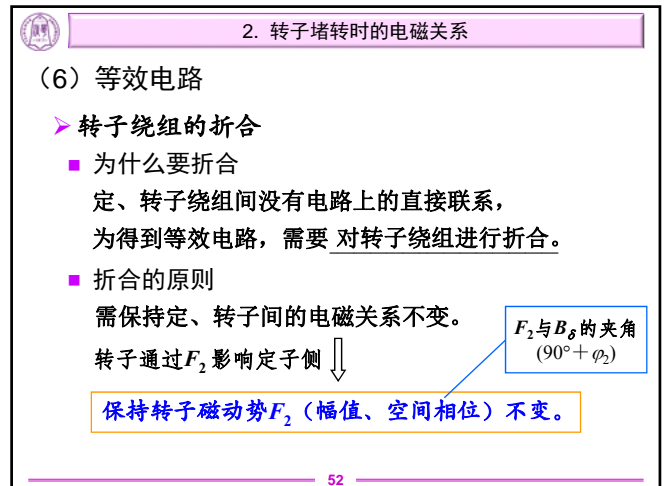 2. 转子堵转时的电磁关系
（6）等效电路
转子绕组的折合
为什么要折合
定、转子绕组间没有电路上的直接联系，
为得到等效电路，需要 对转子绕组进行折合。
折合的原则
需保持定、转子间的电磁关系不变。
转子通过F₂ 影响定子侧
F₂与Bδ 的夹角
(90°＋φ₂)
保持转子磁动势F₂（幅值、空间相位）不变。
52